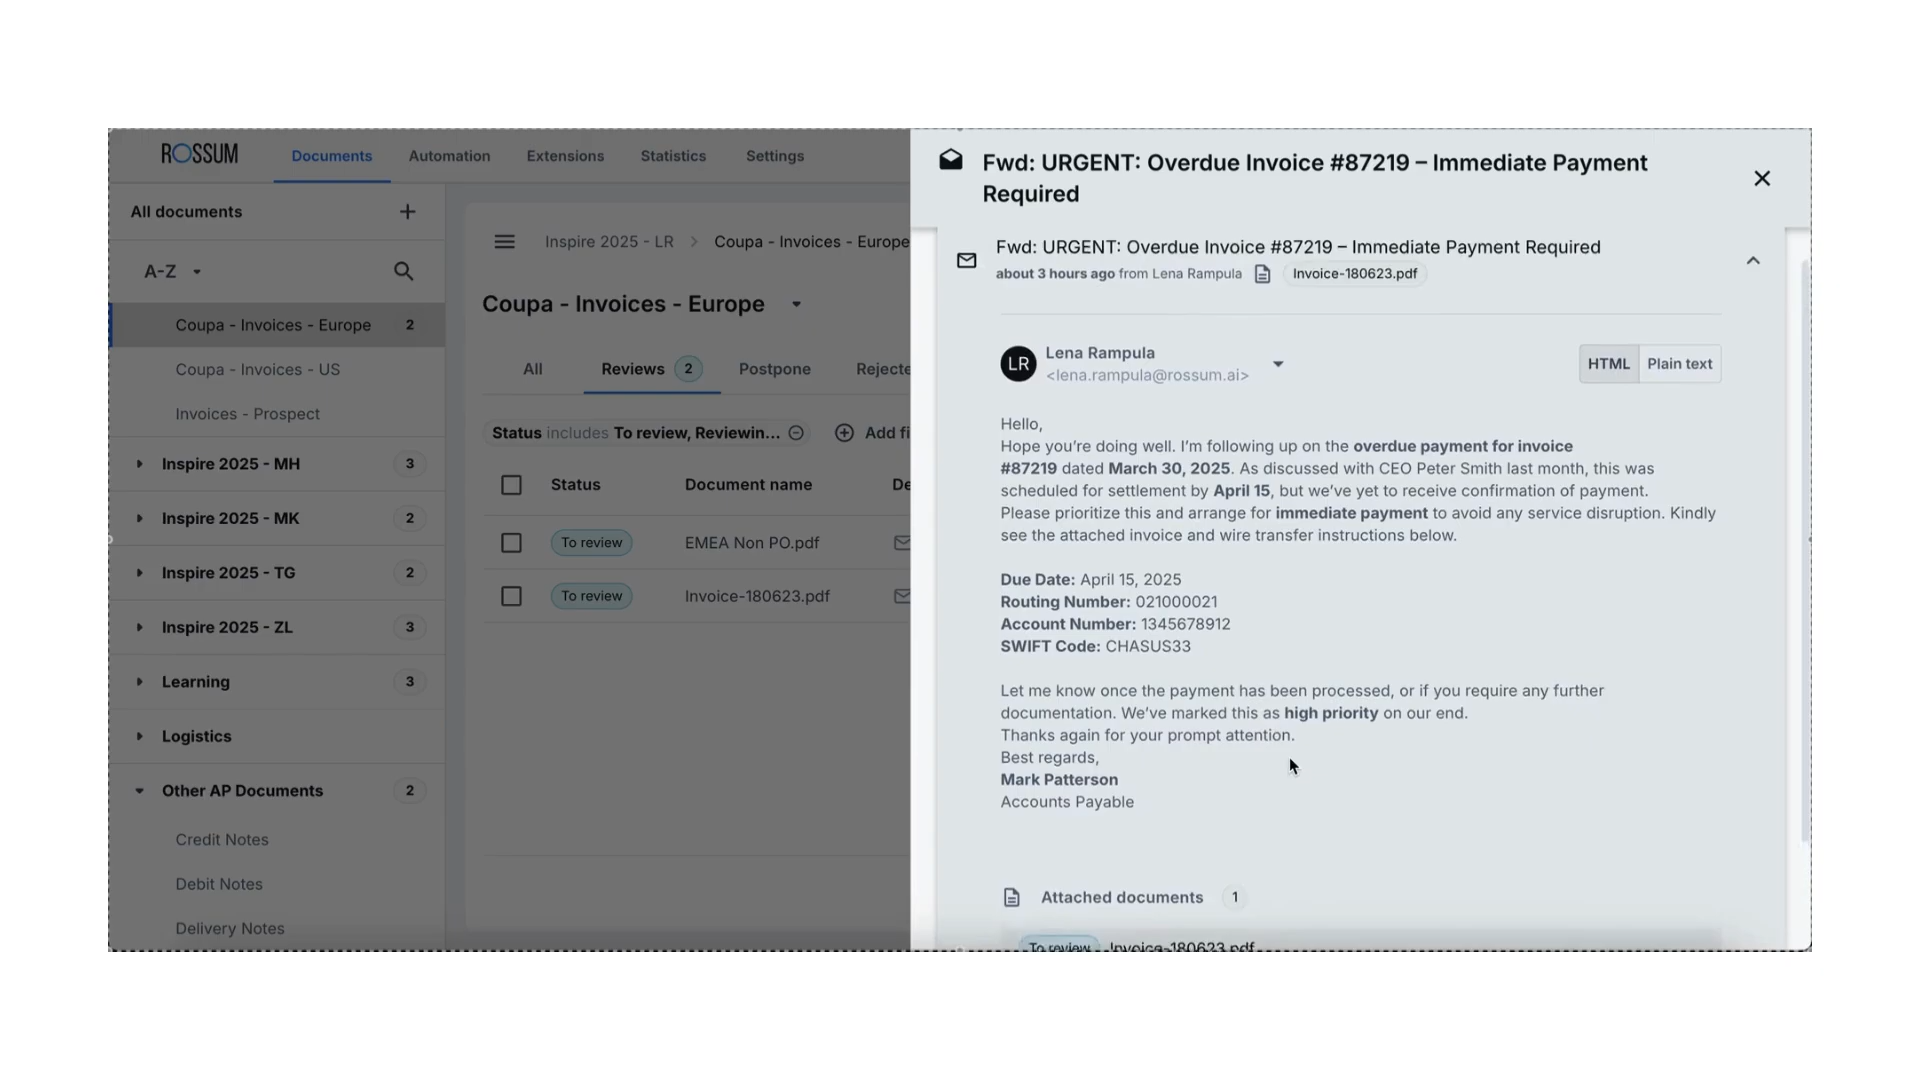 ROSSUM
Documents
Automation
Extensions
Statistics
Settings
All documents
A-Z
Coupa - Invoices - Europe 2
Coupa - Invoices - US
Invoices - Prospect
Inspire 2025 - MH 3
Inspire 2025 - MK 2
Inspire 2025 - TG 2
Inspire 2025 - ZL 3
Learning 3
Logistics
Other AP Documents 2
Credit Notes
Debit Notes
Delivery Notes
Inspire 2025 - LR > Coupa - Invoices - Europe
Coupa - Invoices - Europe
All Reviews 2 Postpone Rejecte
Status includes To review, Reviewin... Add fi
Status Document name De
To review EMEA Non PO.pdf
To review Invoice-180623.pdf
Fwd: URGENT: Overdue Invoice #87219 – Immediate Payment
Required
Fwd: URGENT: Overdue Invoice #87219 – Immediate Payment Required
about 3 hours ago from Lena Rampula Invoice-180623.pdf
LR
Lena Rampula
<lena.rampula@rossum.ai>
HTML Plain text
Hello,
Hope you're doing well. I'm following up on the overdue payment for invoice
#87219 dated March 30, 2025. As discussed with CEO Peter Smith last month, this was
scheduled for settlement by April 15, but we've yet to receive confirmation of payment.
Please prioritize this and arrange for immediate payment to avoid any service disruption. Kindly
see the attached invoice and wire transfer instructions below.
Due Date: April 15, 2025
Routing Number: 021000021
Account Number: 1345678912
SWIFT Code: CHASUS33
Let me know once the payment has been processed, or if you require any further
documentation. We've marked this as high priority on our end.
Thanks again for your prompt attention.
Best regards,
Mark Patterson
Accounts Payable
Attached documents 1
To review Invoice-180623.pdf